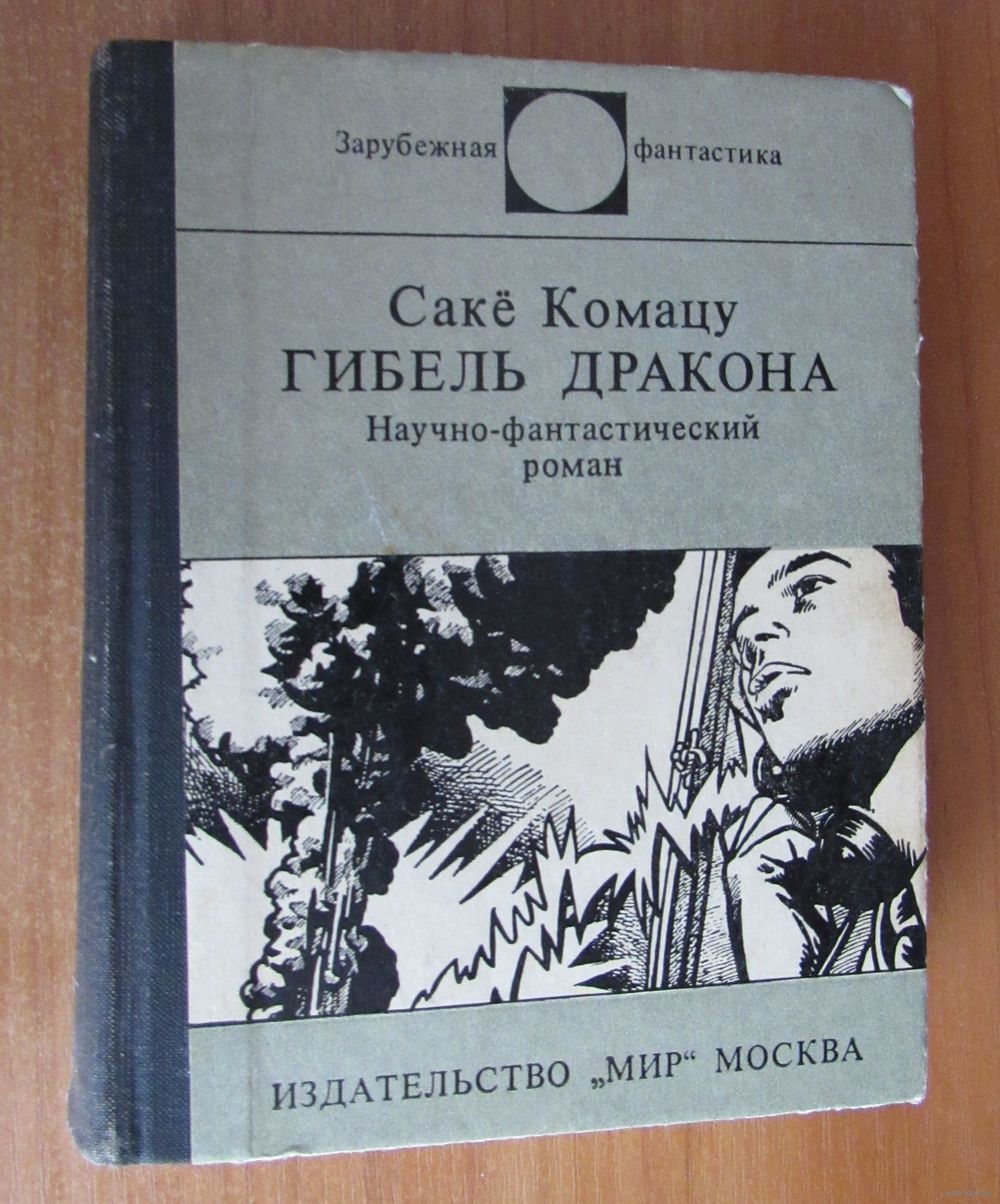 Зарубежная фантастика
Сакё Комацу
ГИБЕЛЬ ДРАКОНА
Научно-фантастический
роман
ИЗДАТЕЛЬСТВО „МИР“ МОСКВА